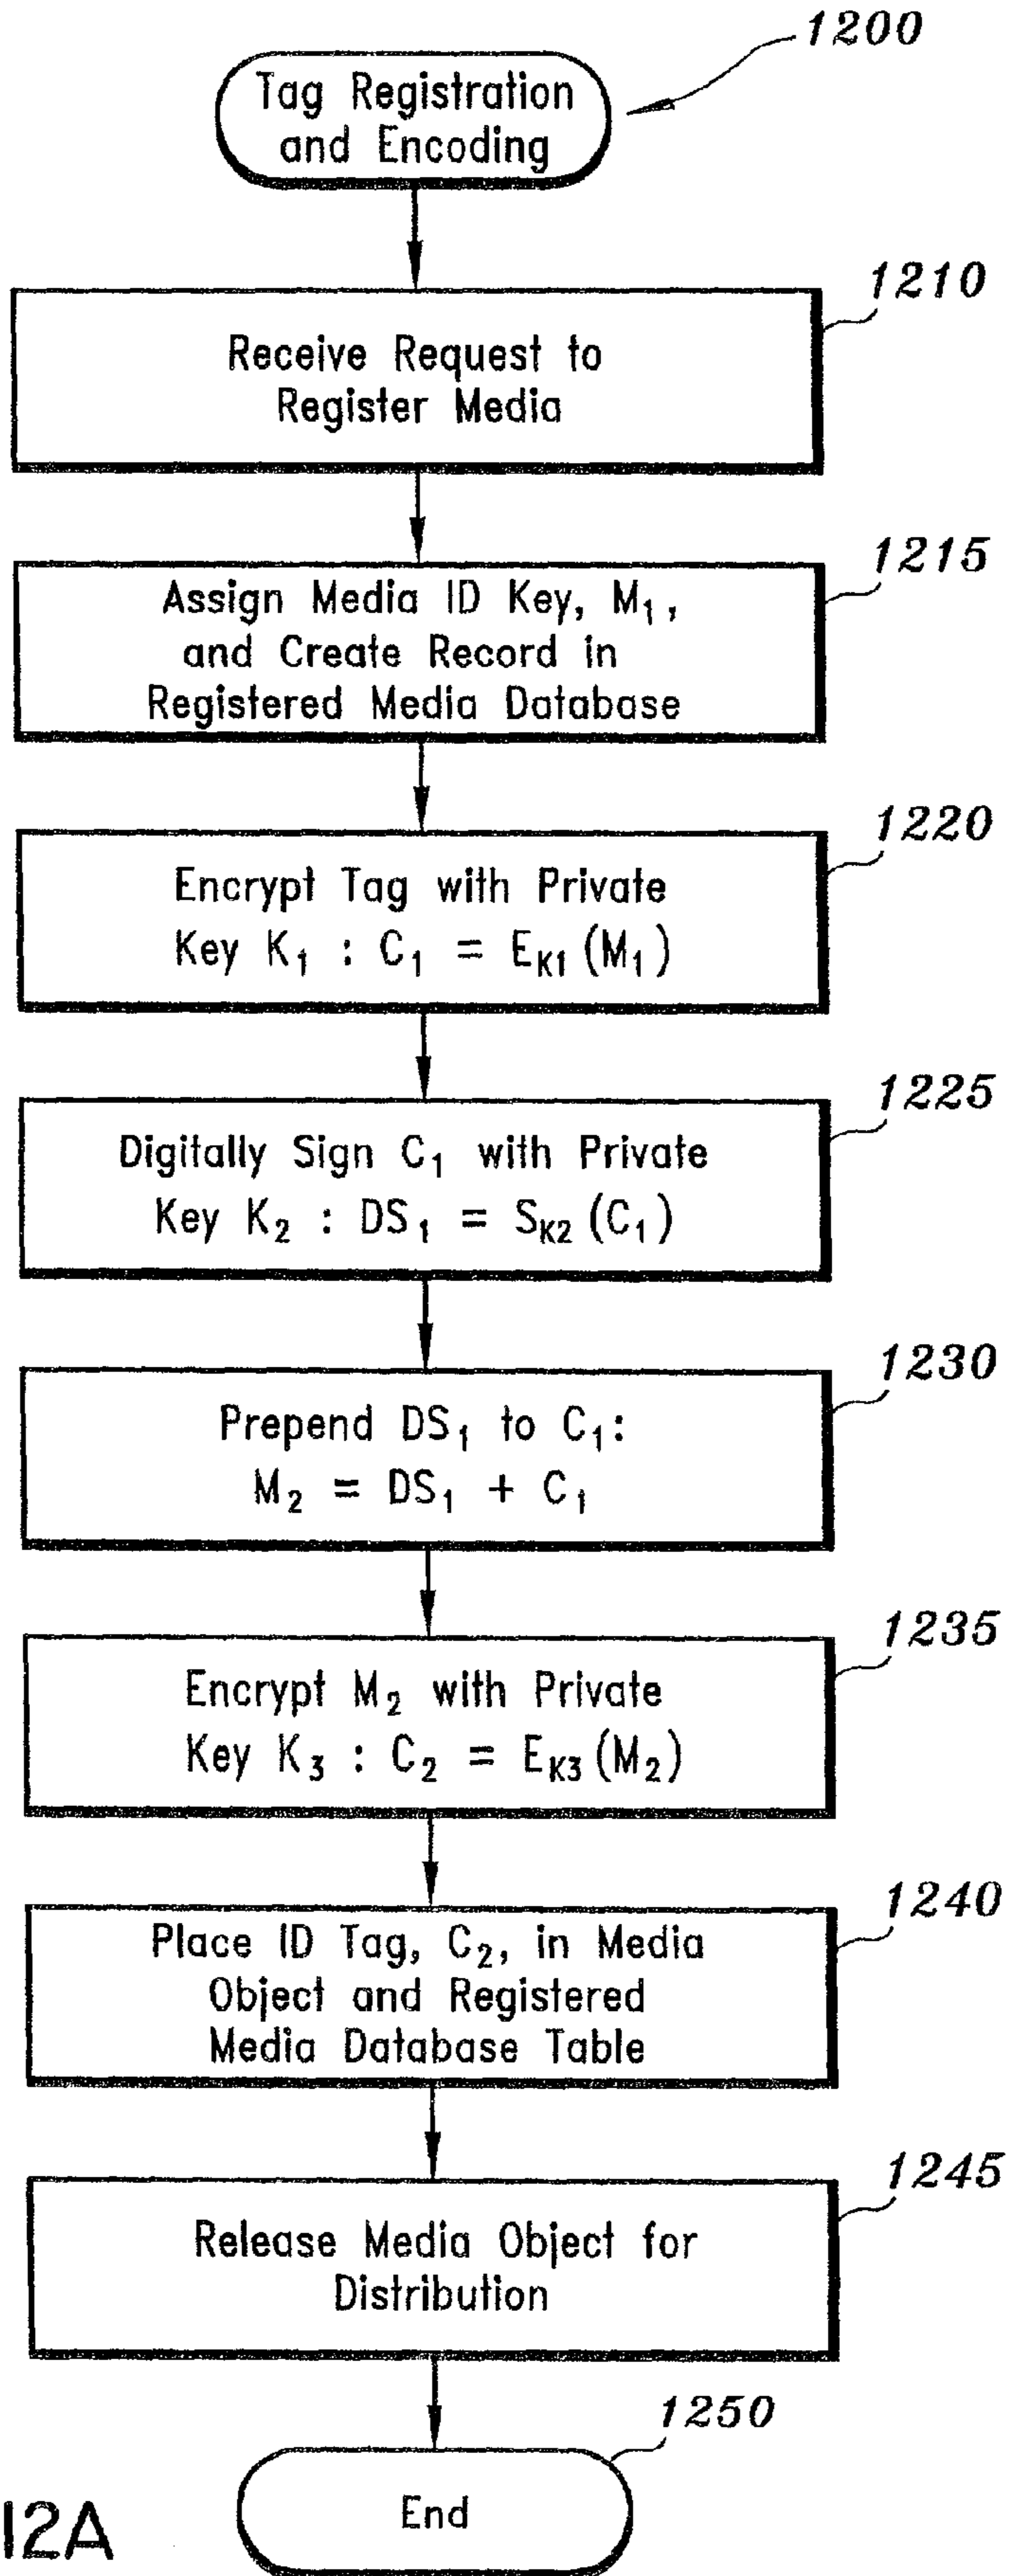 1200
Tag Registration
and Encoding
1210
Receive Request to
Register Media
1215
Assign Media ID Key, M₁,
and Create Record in
Registered Media Database
1220
Encrypt Tag with Private
Key K₁ : C₁ = E_K1 (M₁)
1225
Digitally Sign C₁ with Private
Key K₂ : DS₁ = S_K2 (C₁)
1230
Prepend DS₁ to C₁:
M₂ = DS₁ + C₁
1235
Encrypt M₂ with Private
Key K₃ : C₂ = E_K3 (M₂)
1240
Place ID Tag, C₂, in Media
Object and Registered
Media Database Table
1245
Release Media Object for
Distribution
1250
End
12A